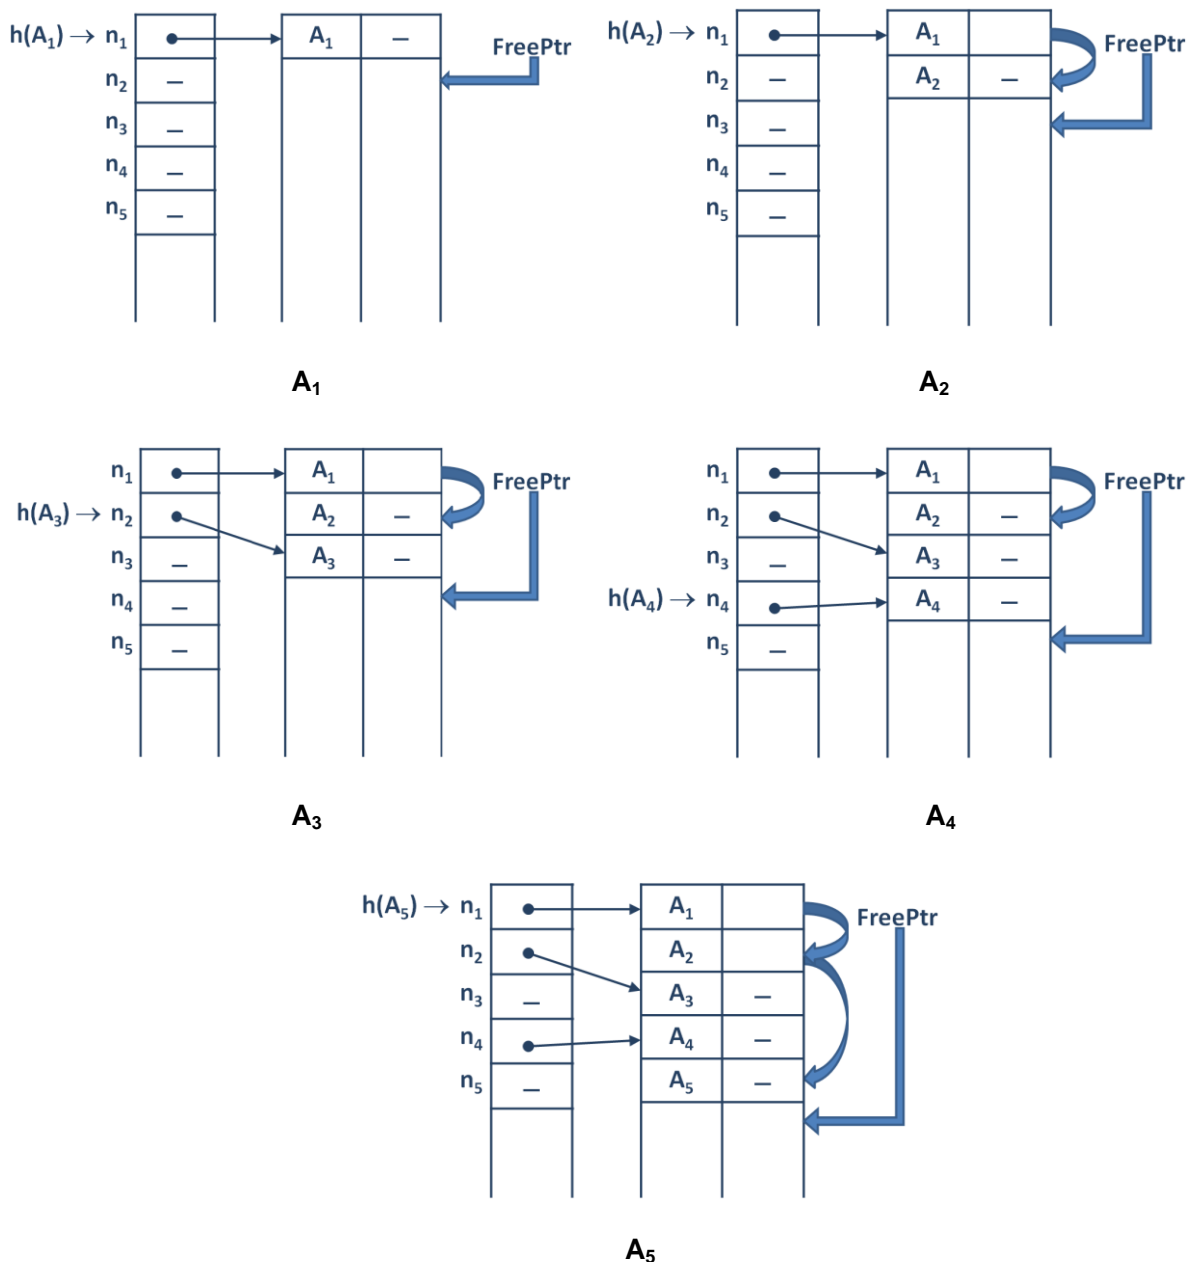 h(A₁) → n₁ A₁ –
FreePtr
n₂ –
n₃ –
n₄ –
n₅ –
A₁
h(A₂) → n₁ A₁
FreePtr
n₂ – A₂ –
n₃ –
n₄ –
n₅ –
A₂
n₁ A₁
FreePtr
h(A₃) → n₂ A₂ –
n₃ – A₃ –
n₄ –
n₅ –
A₃
n₁ A₁
FreePtr
n₂ A₂ –
n₃ – A₃ –
h(A₄) → n₄ A₄ –
n₅ –
A₄
h(A₅) → n₁ A₁
FreePtr
n₂ A₂
n₃ – A₃ –
n₄ A₄ –
n₅ – A₅ –
A₅